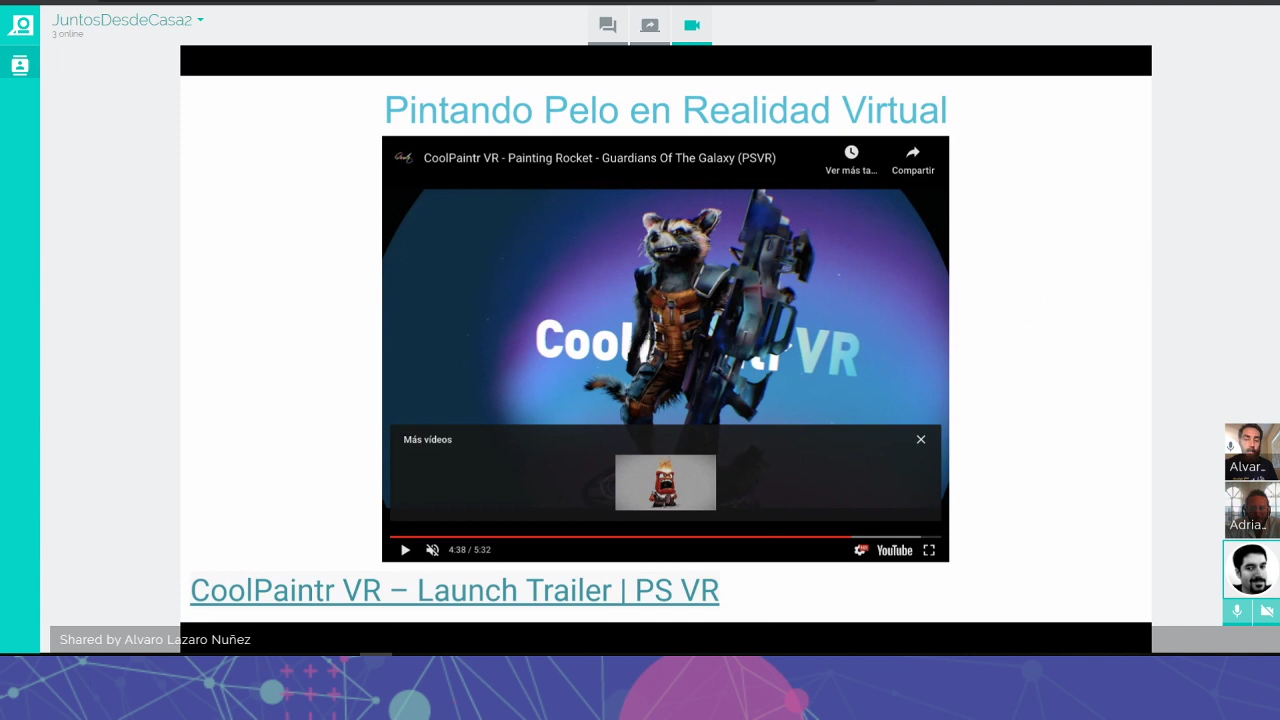 JuntosDesdeCasa2
3 online
Pintando Pelo en Realidad Virtual
CoolPaintr VR - Painting Rocket - Guardians Of The Galaxy (PSVR)
Ver más ta...
Compartir
Cool tr VR
Más vídeos
4:38 / 5:32
YouTube
CoolPaintr VR – Launch Trailer | PS VR
Alvar...
Adria...
Shared by Alvaro Lazaro Nuñez